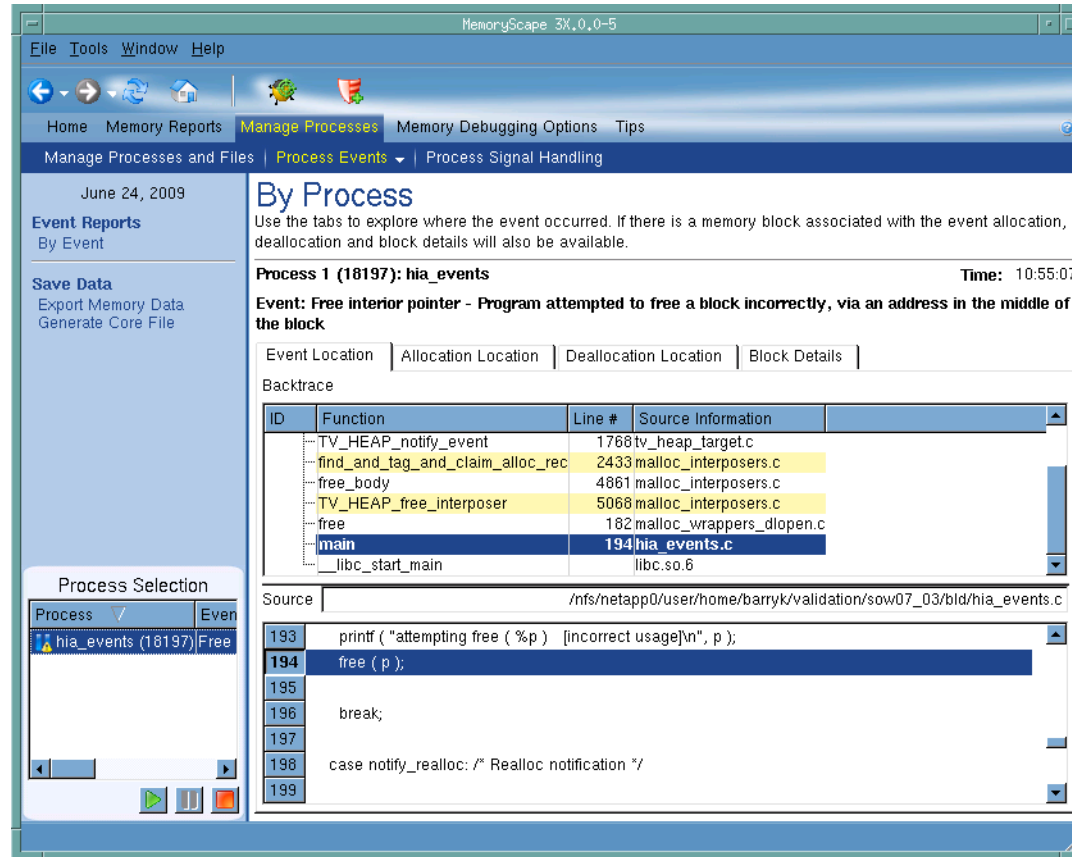 MemoryScape 3X.0.0-5
File Tools Window Help
Home Memory Reports Manage Processes Memory Debugging Options Tips
Manage Processes and Files | Process Events | Process Signal Handling
June 24, 2009
Event Reports
By Event
Save Data
Export Memory Data
Generate Core File
Process Selection
Process Even
hia_events (18197) Free
By Process
Use the tabs to explore where the event occurred. If there is a memory block associated with the event allocation,
deallocation and block details will also be available.
Process 1 (18197): hia_events Time: 10:55:07
Event: Free interior pointer - Program attempted to free a block incorrectly, via an address in the middle of
the block
Event Location Allocation Location Deallocation Location Block Details
Backtrace
ID Function Line # Source Information
TV_HEAP_notify_event 1768 tv_heap_target.c
find_and_tag_and_claim_alloc_rec 2433 malloc_interposers.c
free_body 4861 malloc_interposers.c
TV_HEAP_free_interposer 5068 malloc_interposers.c
free 182 malloc_wrappers_dlopen.c
main 194 hia_events.c
__libc_start_main libc.so.6
Source /nfs/netapp0/user/home/barryk/validation/sow07_03/bld/hia_events.c
193 printf ( "attempting free ( %p ) [incorrect usage]\n", p );
194 free ( p );
195
196 break;
197
198 case notify_realloc: /* Realloc notification */
199